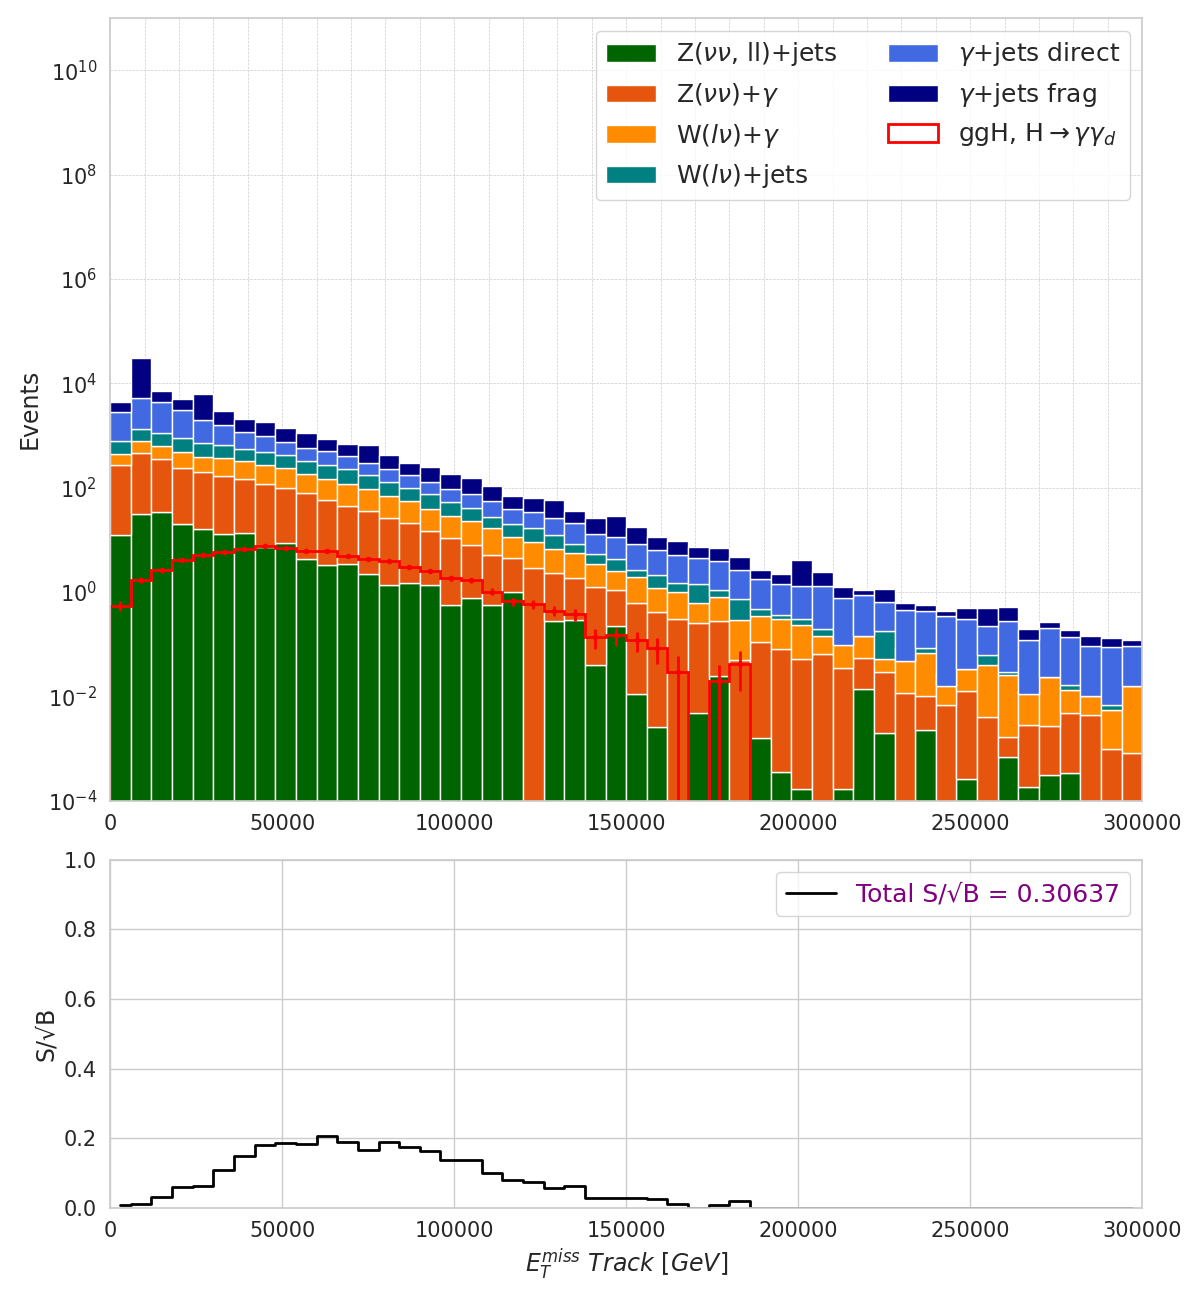 Z(νν, ll)+jets
Z(νν)+γ
W(lν)+γ
W(lν)+jets
γ+jets direct
γ+jets frag
ggH, H→γγ_d
Events
10^10
10^8
10^6
10^4
10^2
10^0
10^−2
10^−4
0 50000 100000 150000 200000 250000 300000
Total S/√B = 0.30637
S/√B
1.0
0.8
0.6
0.4
0.2
0.0
0 50000 100000 150000 200000 250000 300000
E_T^miss Track [GeV]